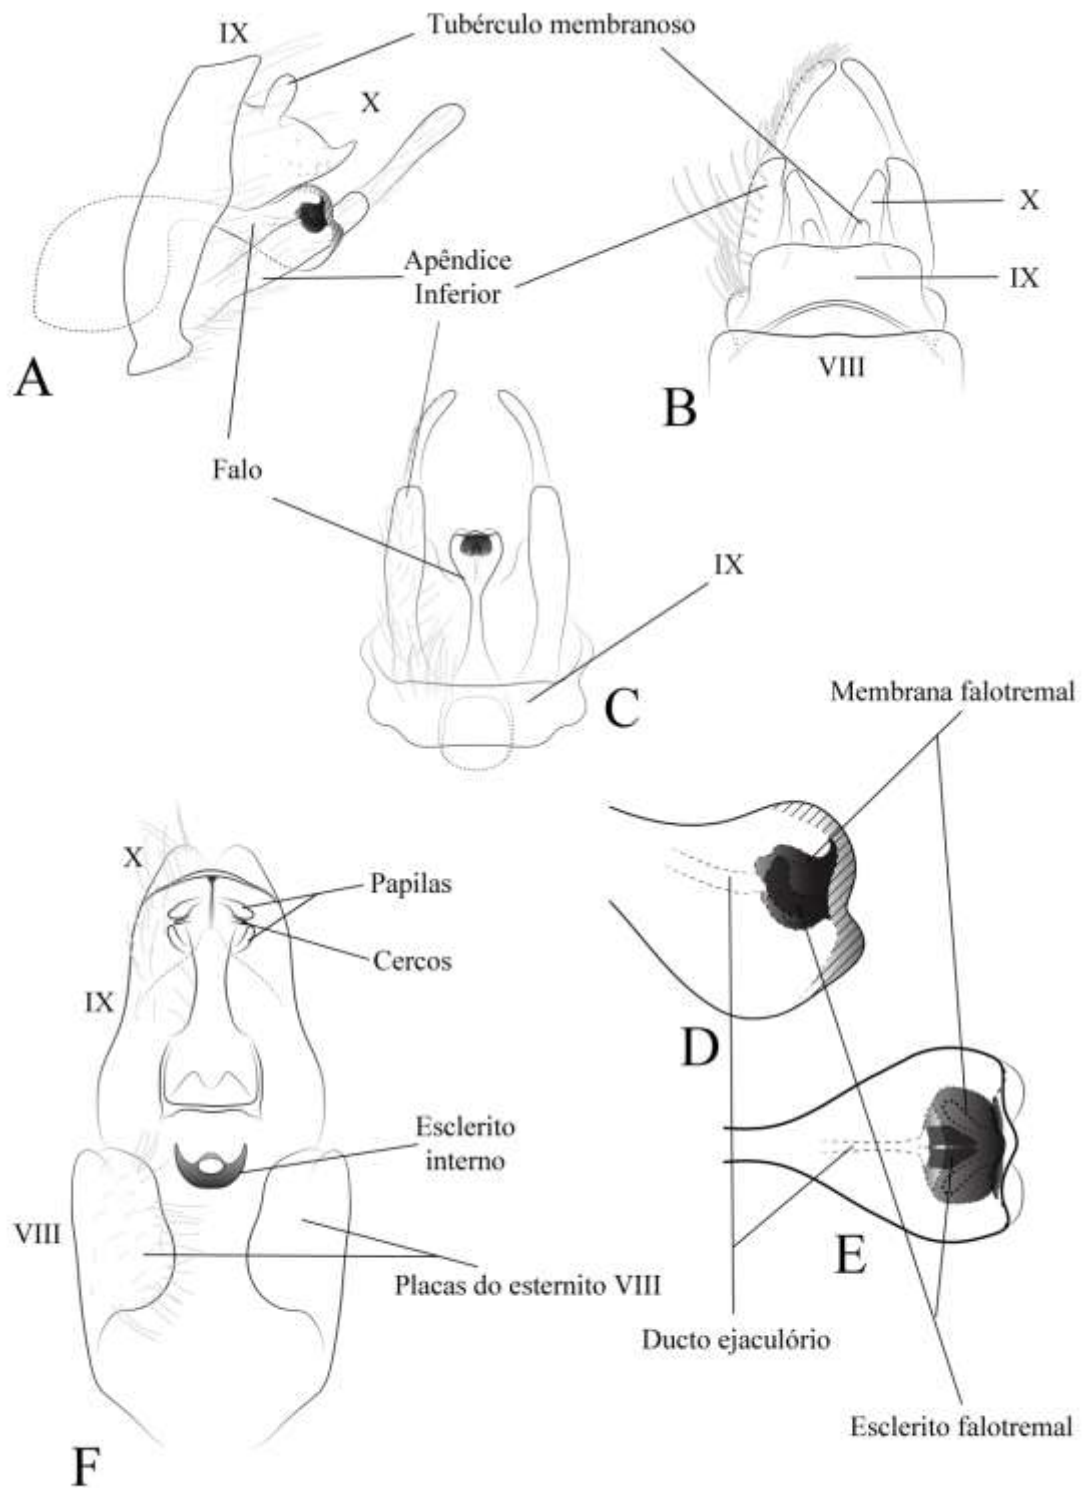 Tubérculo membranoso
IX
X
A
X
IX
VIII
B
Apêndice
Inferior
Falo
IX
C
Membrana falotremal
X
Papilas
Cercos
IX
D
Esclerito
interno
VIII
E
Placas do esternito VIII
Ducto ejaculório
Esclerito falotremal
F